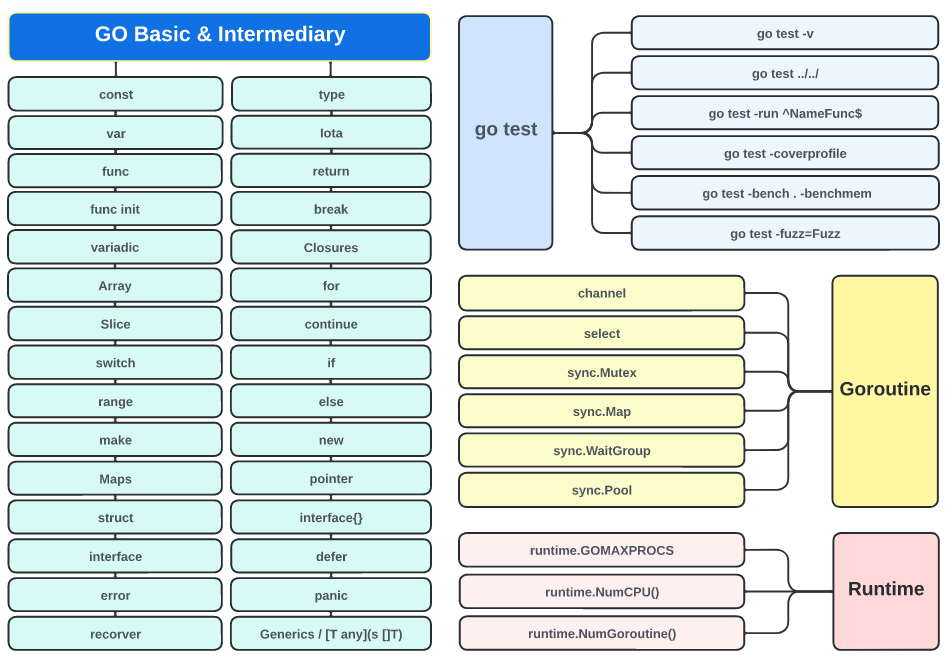 GO Basic & Intermediary
const
var
func
func init
variadic
Array
Slice
switch
range
make
Maps
struct
interface
error
recorver
type
Iota
return
break
Closures
for
continue
if
else
new
pointer
interface{}
defer
panic
Generics / [T any](s []T)
go test
go test -v
go test ../../
go test -run ^NameFunc$
go test -coverprofile
go test -bench . -benchmem
go test -fuzz=Fuzz
channel
select
sync.Mutex
sync.Map
sync.WaitGroup
sync.Pool
Goroutine
runtime.GOMAXPROCS
runtime.NumCPU()
runtime.NumGoroutine()
Runtime